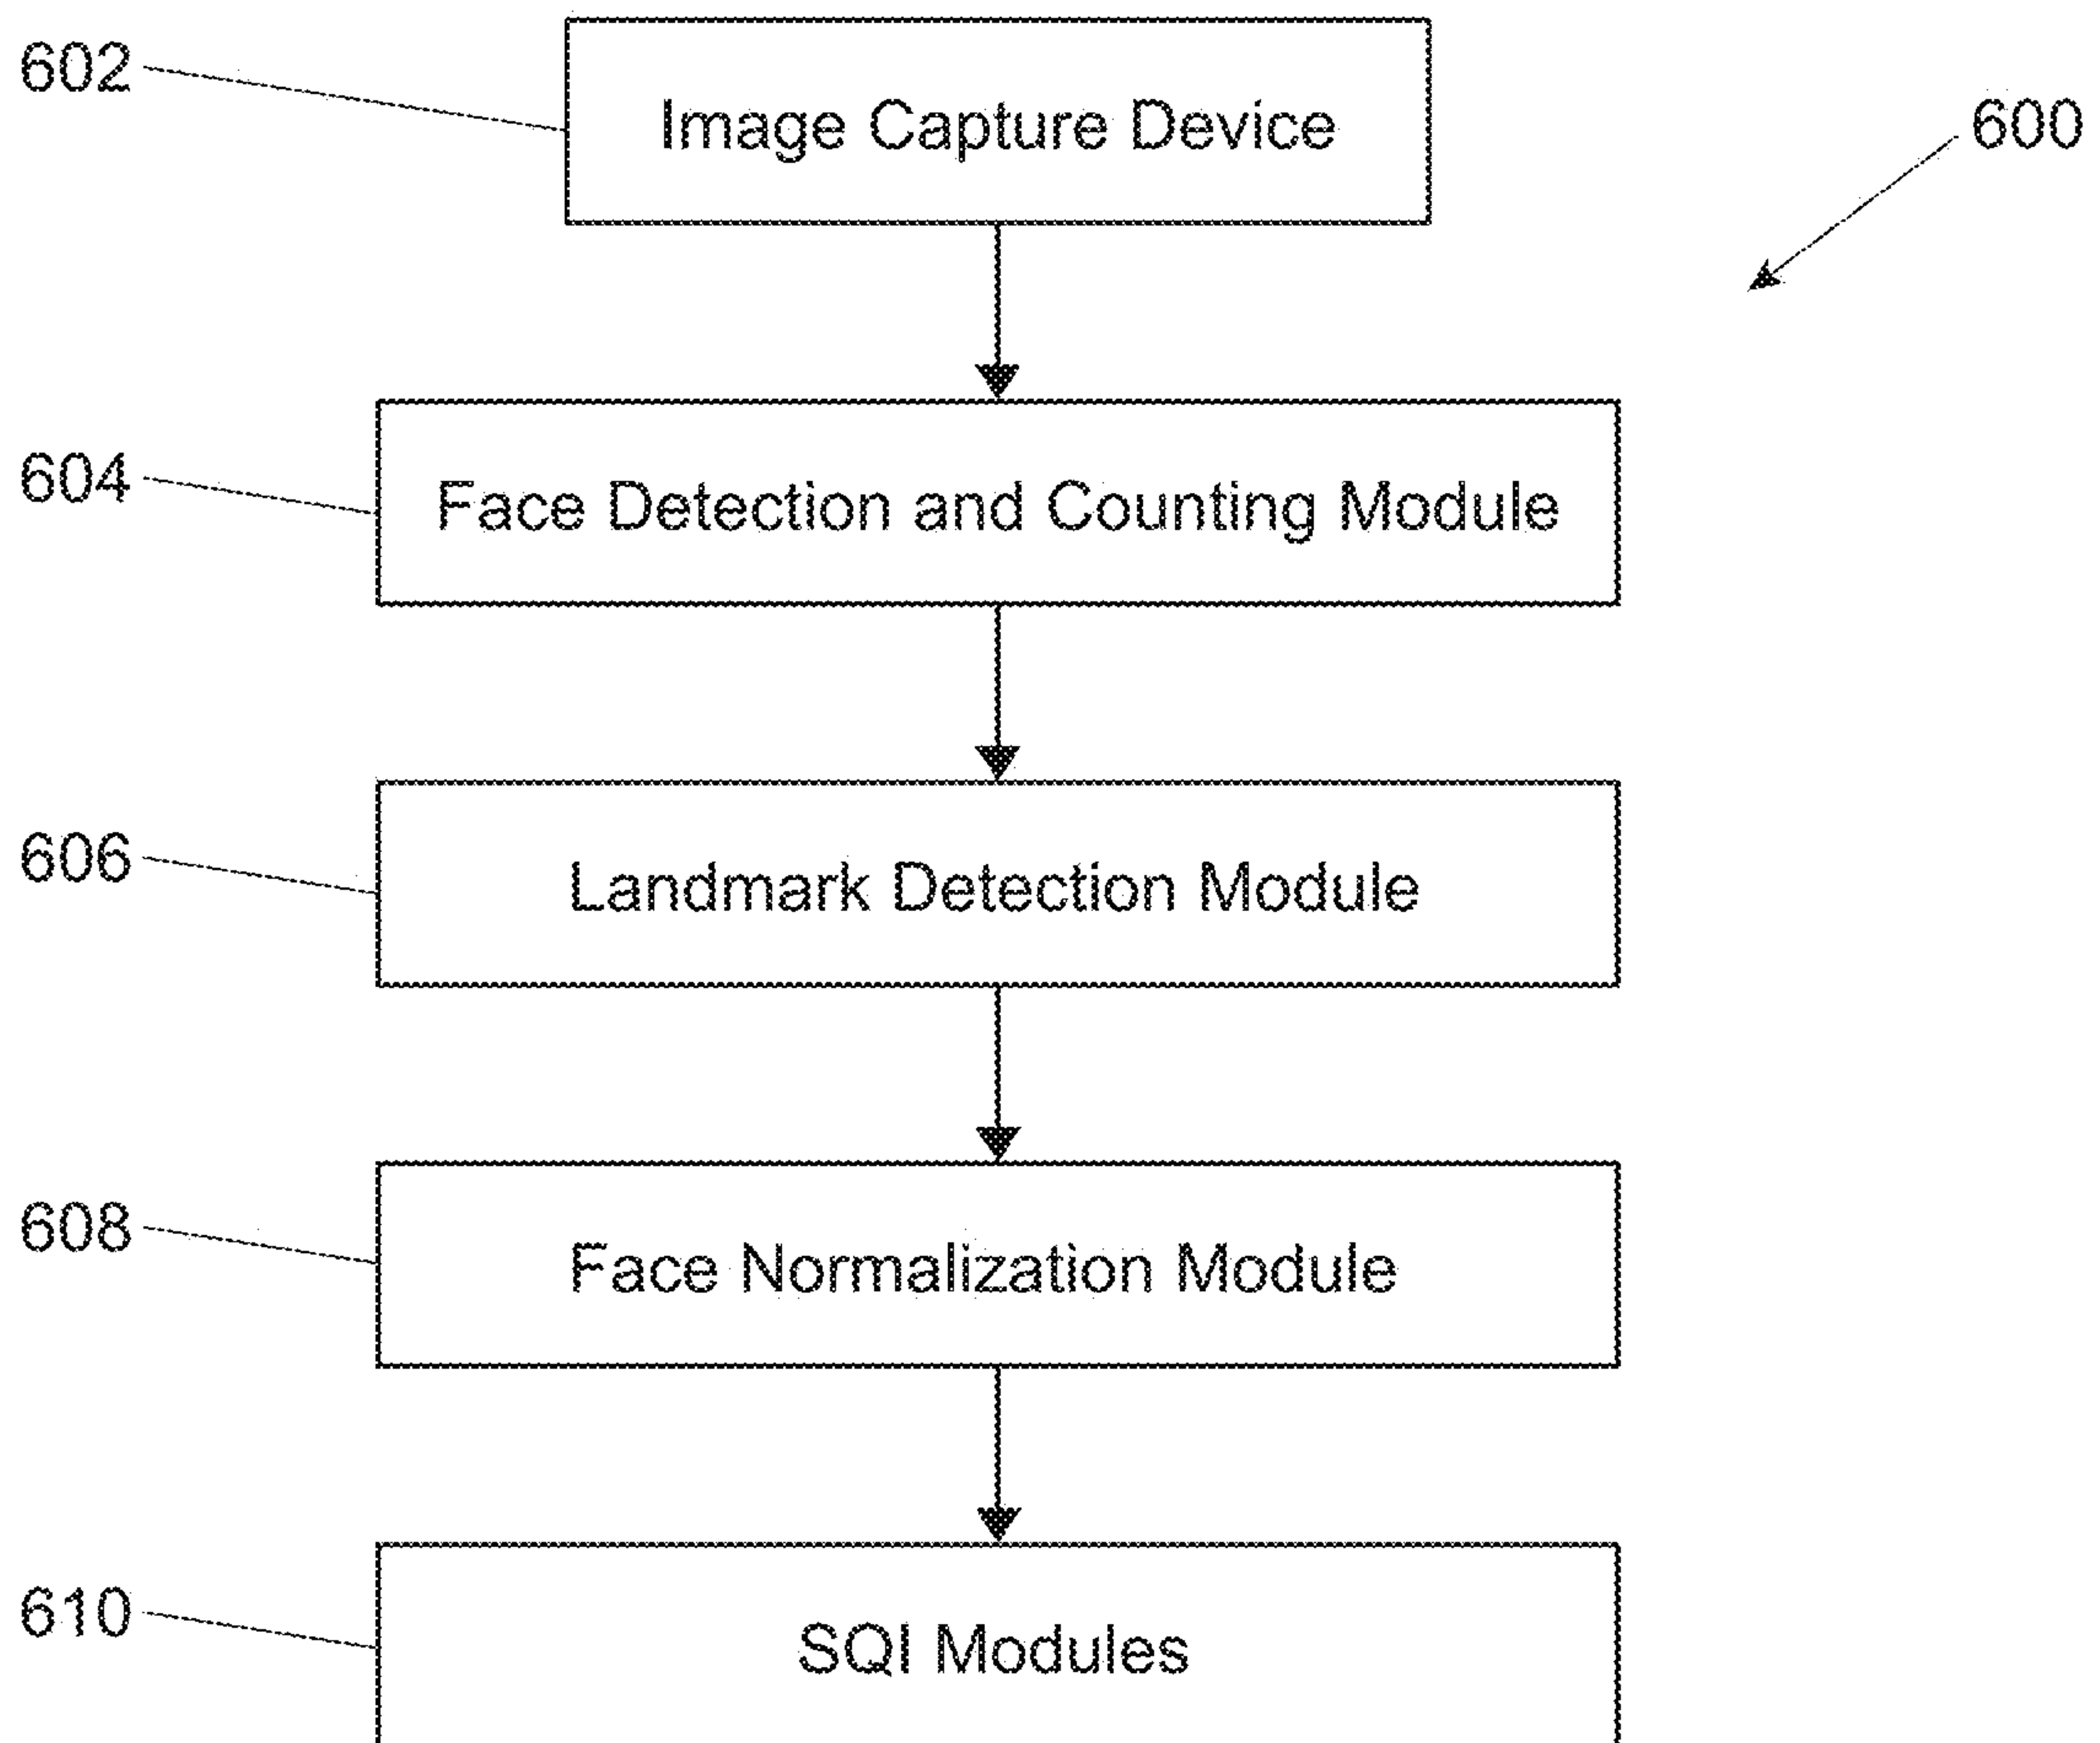 602
Image Capture Device
600
604
Face Detection and Counting Module
606
Landmark Detection Module
608
Face Normalization Module
610
SQI Modules